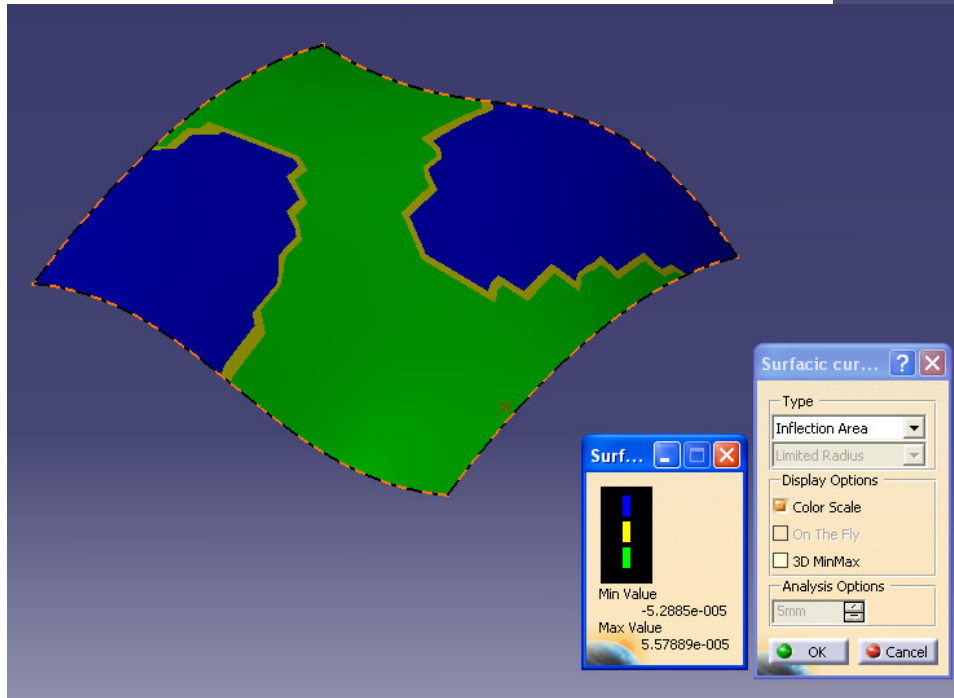 Surfacic cur...
Type
Inflection Area
Limited Radius
Display Options
Color Scale
On The Fly
3D MinMax
Analysis Options
5mm
OK Cancel
Surf...
Min Value
-5.2885e-005
Max Value
5.57889e-005